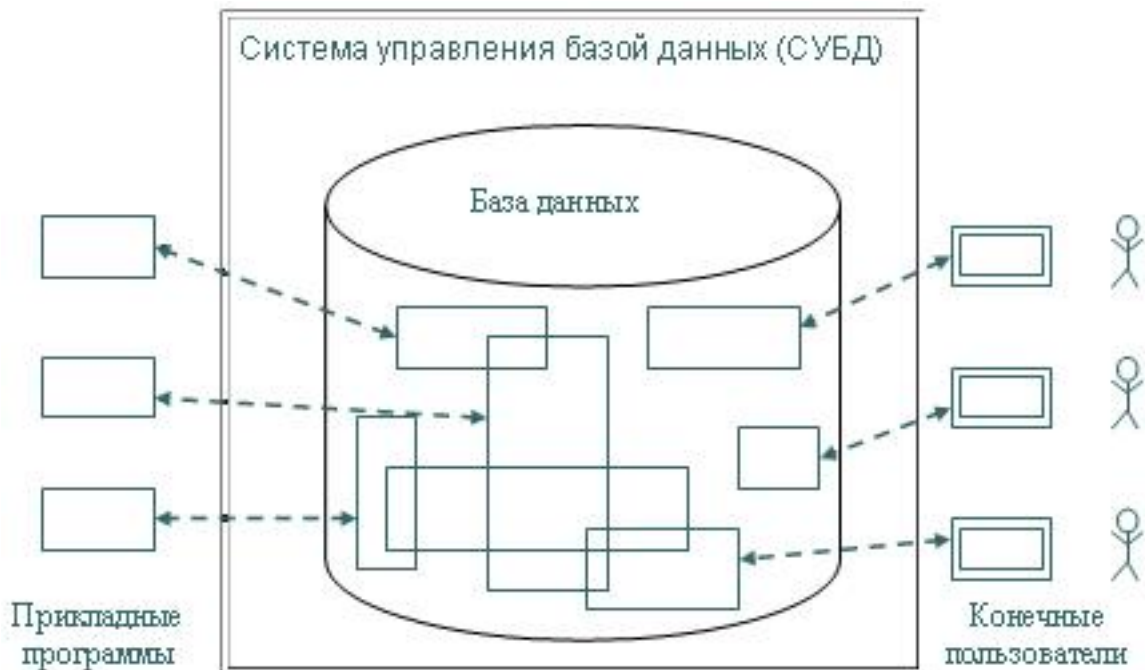 Система управления базой данных (СУБД)
База данных
Прикладные
программы
Конечные
пользователи